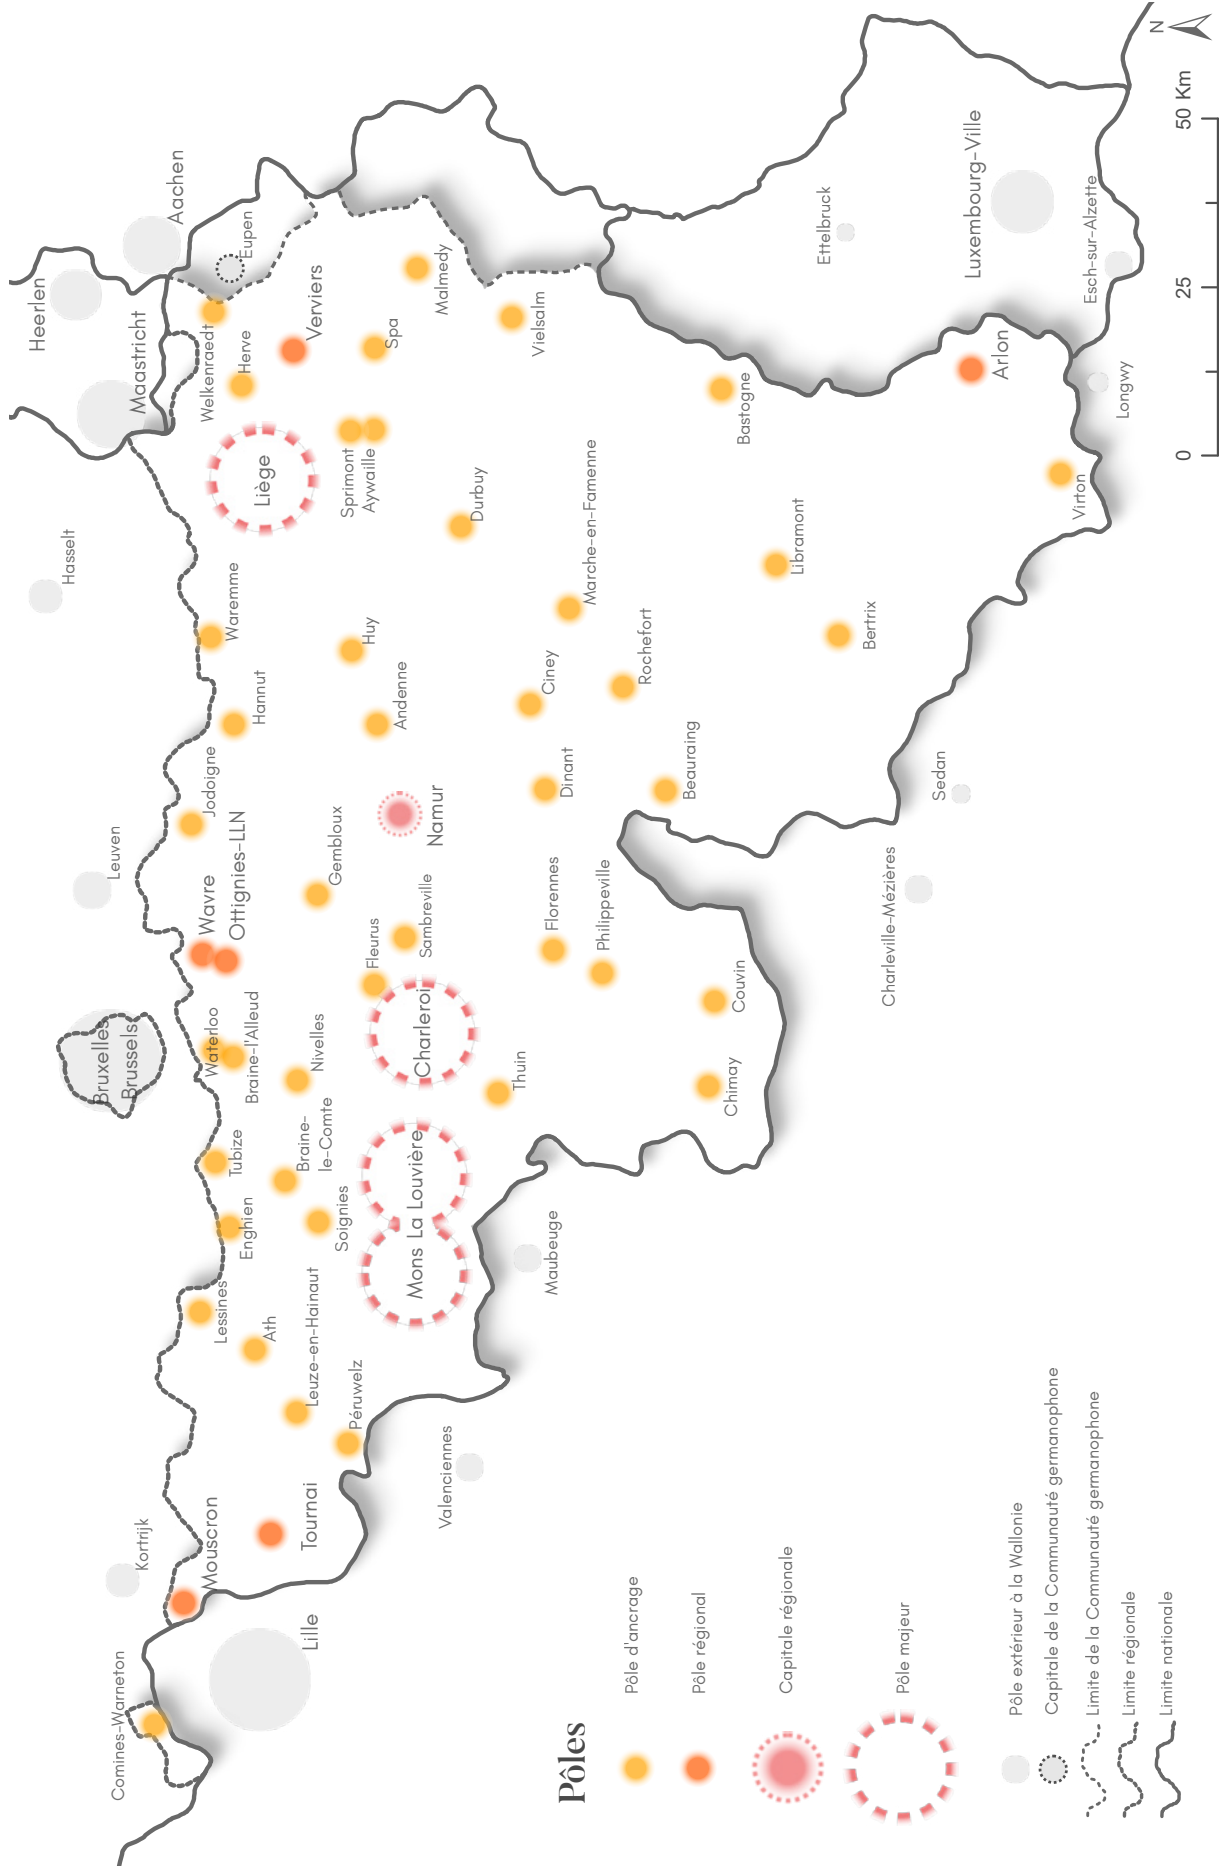 Heerlen
Aachen
Maastricht
Hasselt
Eupen
Welkenraedt
Herve
Verviers
Liège
Spa
Malmedy
Sprimont
Aywaille
Vielsalm
Durbuy
Waremme
Hannut
Huy
Andenne
Marche-en-Famenne
Bastogne
Ettelbruck
Luxembourg-Ville
Esch-sur-Alzette
Arlon
Longwy
Virton
Libramont
Bertrix
Ciney
Rochefort
Dinant
Beauraing
Sedan
Charleville-Mézières
Jodoigne
Leuven
Wavre
Ottignies-LLN
Gembloux
Namur
Sambreville
Fleurus
Charleroi
Florennes
Philippeville
Couvin
Chimay
Thuin
Bruxelles
Brussels
Waterloo
Braine-l'Alleud
Nivelles
Tubize
Braine-
le-Comte
Enghien
Soignies
La Louvière
Mons
Maubeuge
Lessines
Ath
Leuze-en-Hainaut
Péruwelz
Valenciennes
Kortrijk
Mouscron
Tournai
Lille
Comines-Warneton
N
0
25
50 Km
Pôles
Pôle d'ancrage
Pôle régional
Capitale régionale
Pôle majeur
Pôle extérieur à la Wallonie
Capitale de la Communauté germanophone
Limite de la Communauté germanophone
Limite régionale
Limite nationale